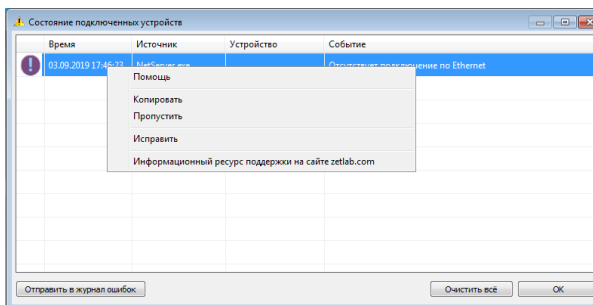 Состояние подключенных устройств
Время Источник Устройство Событие
03.09.2019 17:46:23 NetServer.exe Отсутствует подключение по Ethernet
Помощь
Копировать
Пропустить
Исправить
Информационный ресурс поддержки на сайте zetlab.com
Отправить в журнал ошибок Очистить всё OK